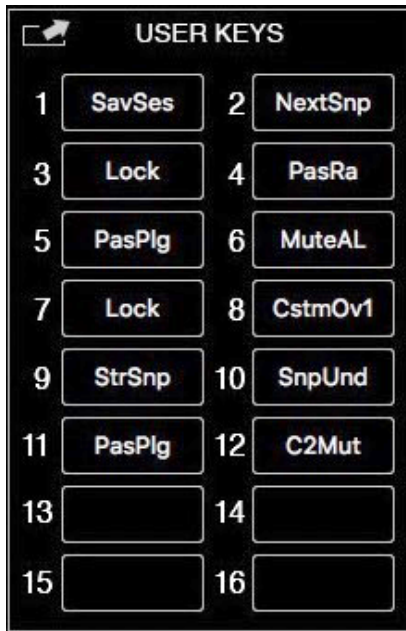 USER KEYS
1 SavSes 2 NextSnp
3 Lock 4 PasRa
5 PasPlg 6 MuteAL
7 Lock 8 CstmOv1
9 StrSnp 10 SnpUnd
11 PasPlg 12 C2Mut
13 14
15 16